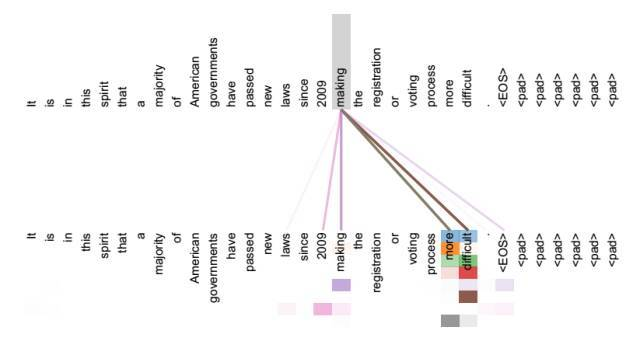 It is in this spirit that a majority of American governments have passed new laws since 2009 making the registration or voting process more difficult . <EOS> <pad> <pad> <pad> <pad> <pad> <pad>
It is in this spirit that a majority of American governments have passed new laws since 2009 making the registration or voting process more difficult . <EOS> <pad> <pad> <pad> <pad> <pad> <pad>